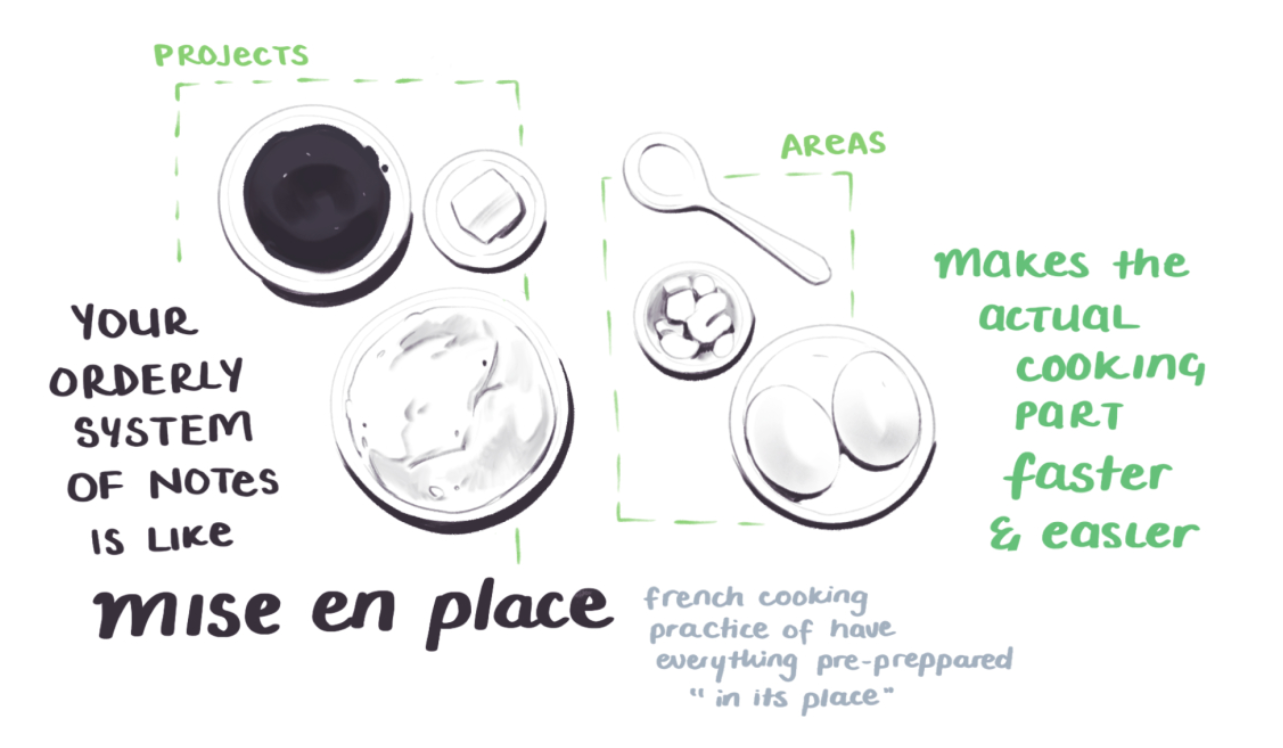 PROJECTS
AREAS
YOUR
ORDERLY
SYSTEM
OF NOTES
IS LIKE
mise en place
french cooking
practice of have
everything pre-preppared
"in its place"
makes the
actual
cooking
part
faster
& easier